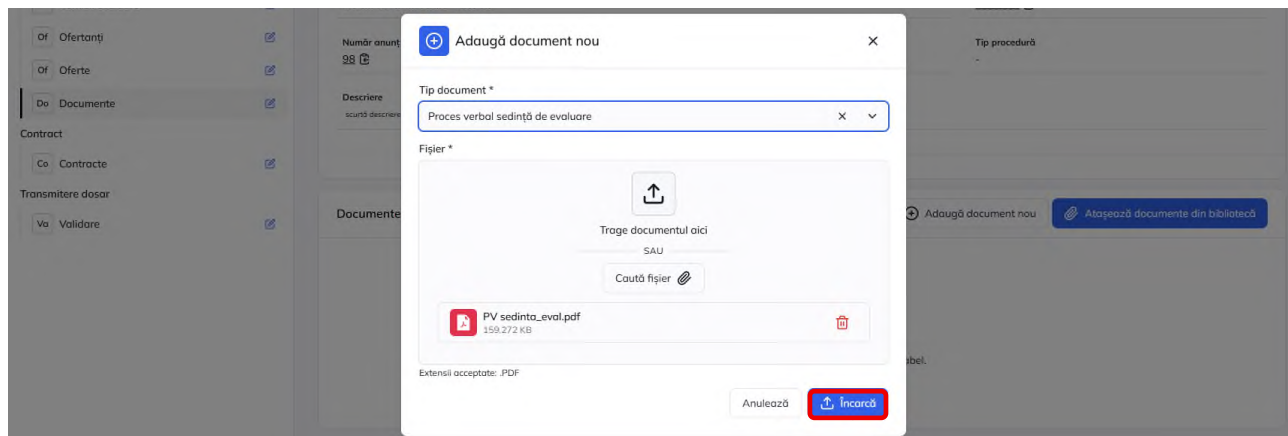 Of Ofertanți
Of Oferte
Do Documente
Contract
Co Contracte
Transmitere dosar
Va Validare
Număr anunț
98
Descriere
scurtă descriere
Tip procedură
-
Documente
Adaugă document nou
Atașează documente din bibliotecă
Adaugă document nou
Tip document *
Proces verbal sedință de evaluare
Fișier *
Trage documentul aici
SAU
Caută fișier
PV sedinta_eval.pdf
159.272 KB
Extensii acceptate: .PDF
Anulează
Încarcă